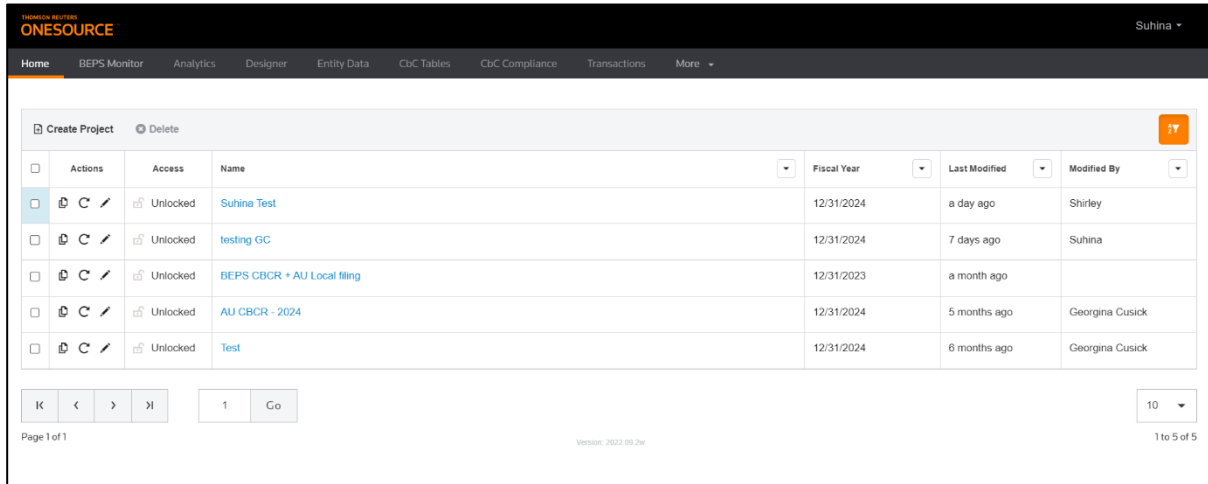 THOMSON REUTERS
ONESOURCE
Suhina
Home BEPS Monitor Analytics Designer Entity Data CbC Tables CbC Compliance Transactions More
Create Project Delete
Actions Access Name Fiscal Year Last Modified Modified By
Unlocked Suhina Test 12/31/2024 a day ago Shirley
Unlocked testing GC 12/31/2024 7 days ago Suhina
Unlocked BEPS CBCR + AU Local filing 12/31/2023 a month ago
Unlocked AU CBCR - 2024 12/31/2024 5 months ago Georgina Cusick
Unlocked Test 12/31/2024 6 months ago Georgina Cusick
1 Go 10
Page 1 of 1 Version: 2022.09.2w 1 to 5 of 5